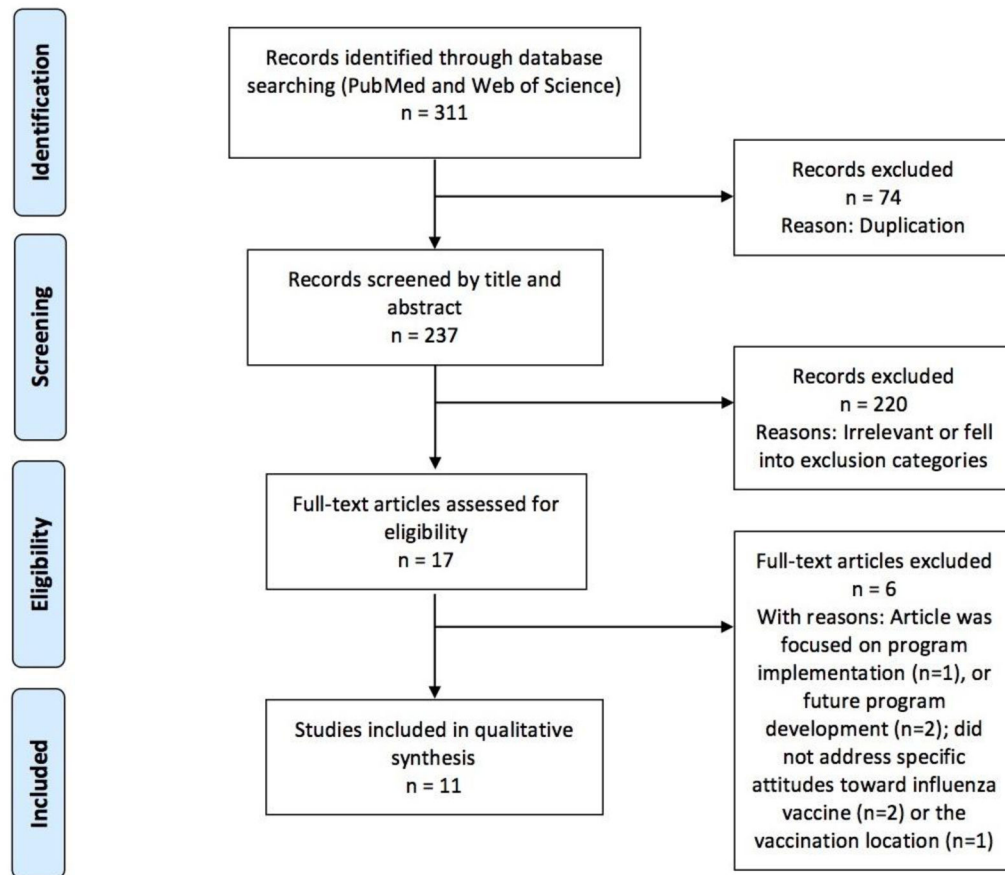 Identification
Records identified through database
searching (PubMed and Web of Science)
n = 311
Records excluded
n = 74
Reason: Duplication
Screening
Records screened by title and
abstract
n = 237
Records excluded
n = 220
Reasons: Irrelevant or fell
into exclusion categories
Eligibility
Full-text articles assessed for
eligibility
n = 17
Full-text articles excluded
n = 6
With reasons: Article was
focused on program
implementation (n=1), or
future program
development (n=2); did
not address specific
attitudes toward influenza
vaccine (n=2) or the
vaccination location (n=1)
Included
Studies included in qualitative
synthesis
n = 11